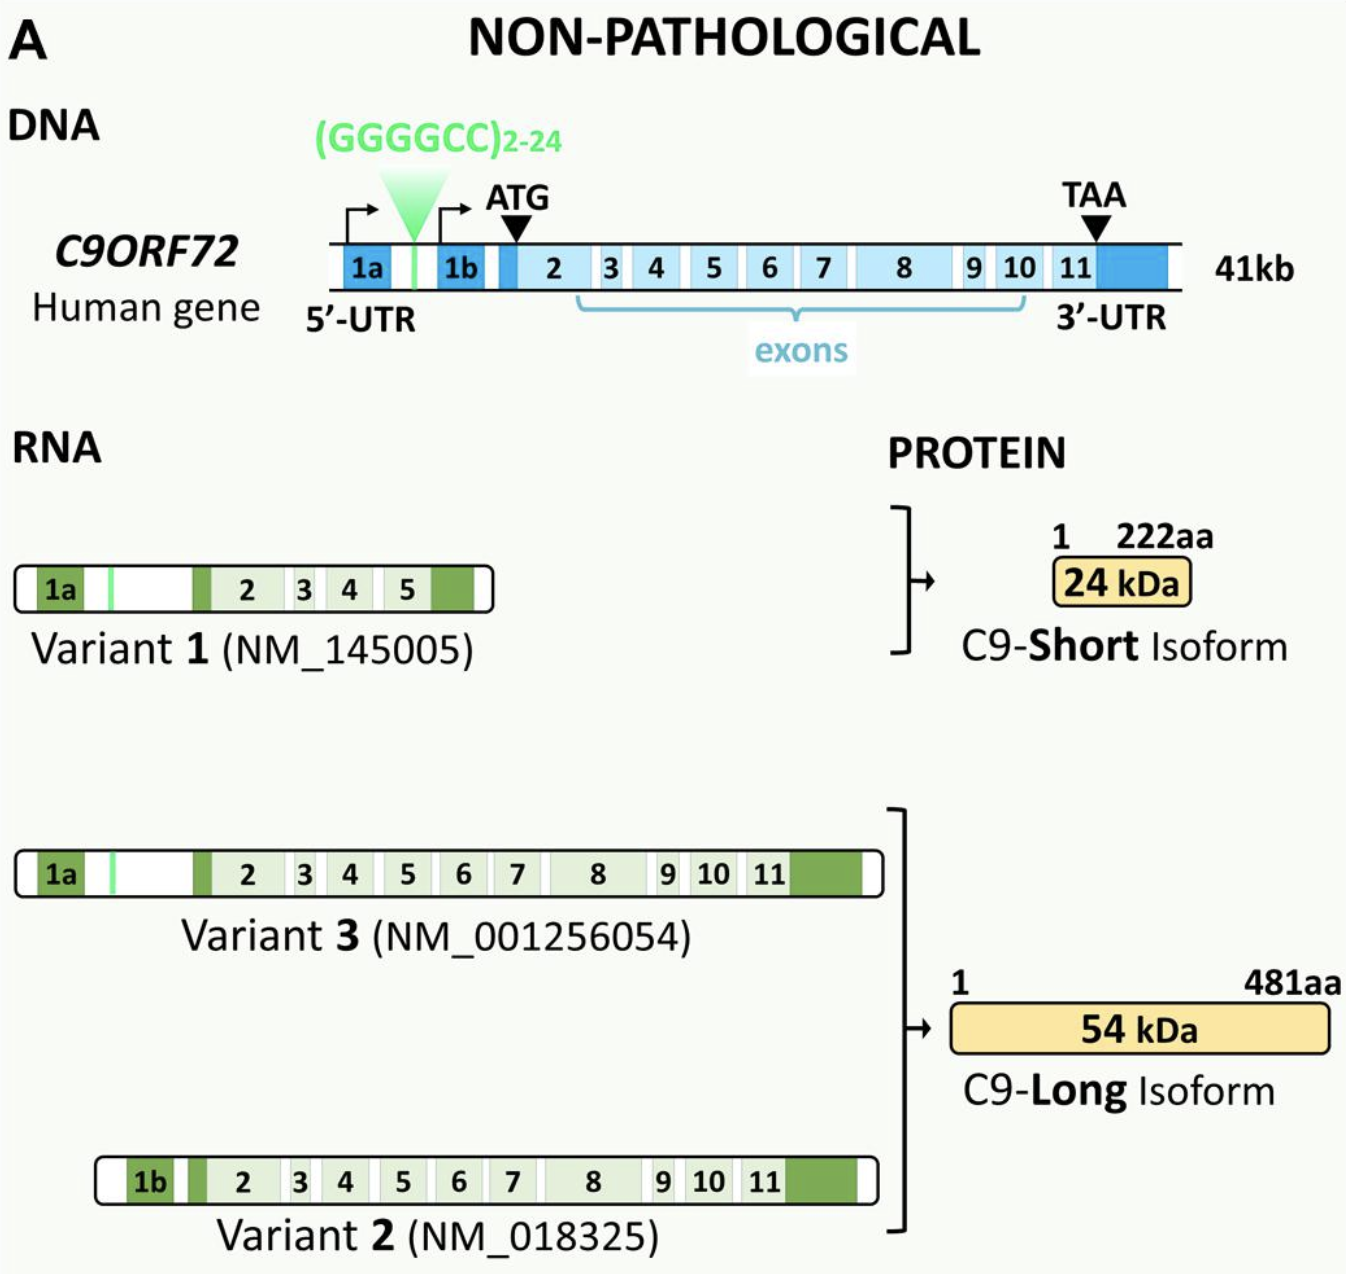 A
NON-PATHOLOGICAL
DNA
(GGGGCC)2-24
ATG
TAA
C9ORF72
Human gene
1a 1b 2 3 4 5 6 7 8 9 10 11
41kb
5’-UTR
3’-UTR
exons
RNA
PROTEIN
1a 2 3 4 5
Variant 1 (NM_145005)
1 222aa
24 kDa
C9-Short Isoform
1a 2 3 4 5 6 7 8 9 10 11
Variant 3 (NM_001256054)
1 481aa
54 kDa
C9-Long Isoform
1b 2 3 4 5 6 7 8 9 10 11
Variant 2 (NM_018325)